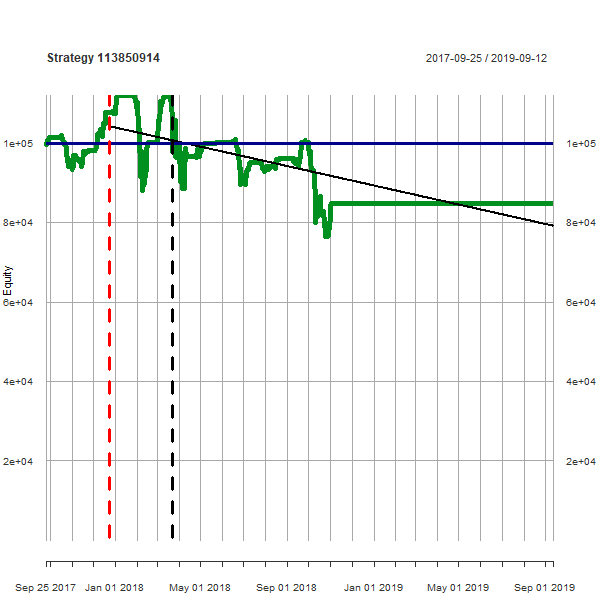 Strategy 113850914
2017-09-25 / 2019-09-12
1e+05
1e+05
8e+04
8e+04
Equity
6e+04
6e+04
4e+04
4e+04
2e+04
2e+04
Sep 25 2017
Jan 01 2018
May 01 2018
Sep 01 2018
Jan 01 2019
May 01 2019
Sep 01 2019